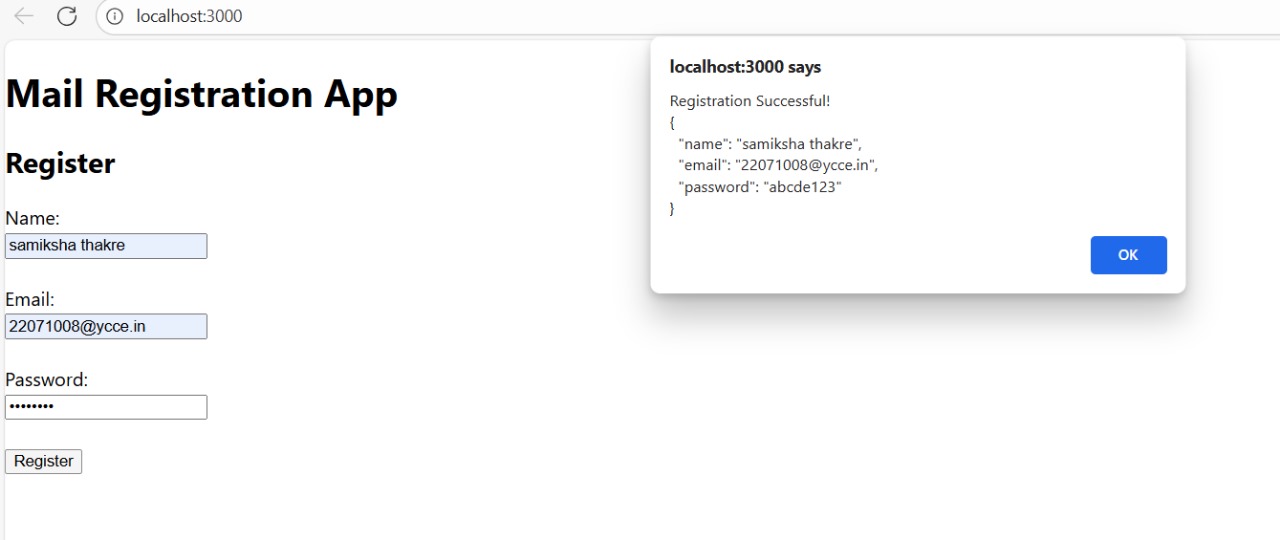 localhost:3000
Mail Registration App
Register
Name:
samiksha thakre
Email:
22071008@ycce.in
Password:
••••••••
Register
localhost:3000 says
Registration Successful!
{
"name": "samiksha thakre",
"email": "22071008@ycce.in",
"password": "abcde123"
}
OK